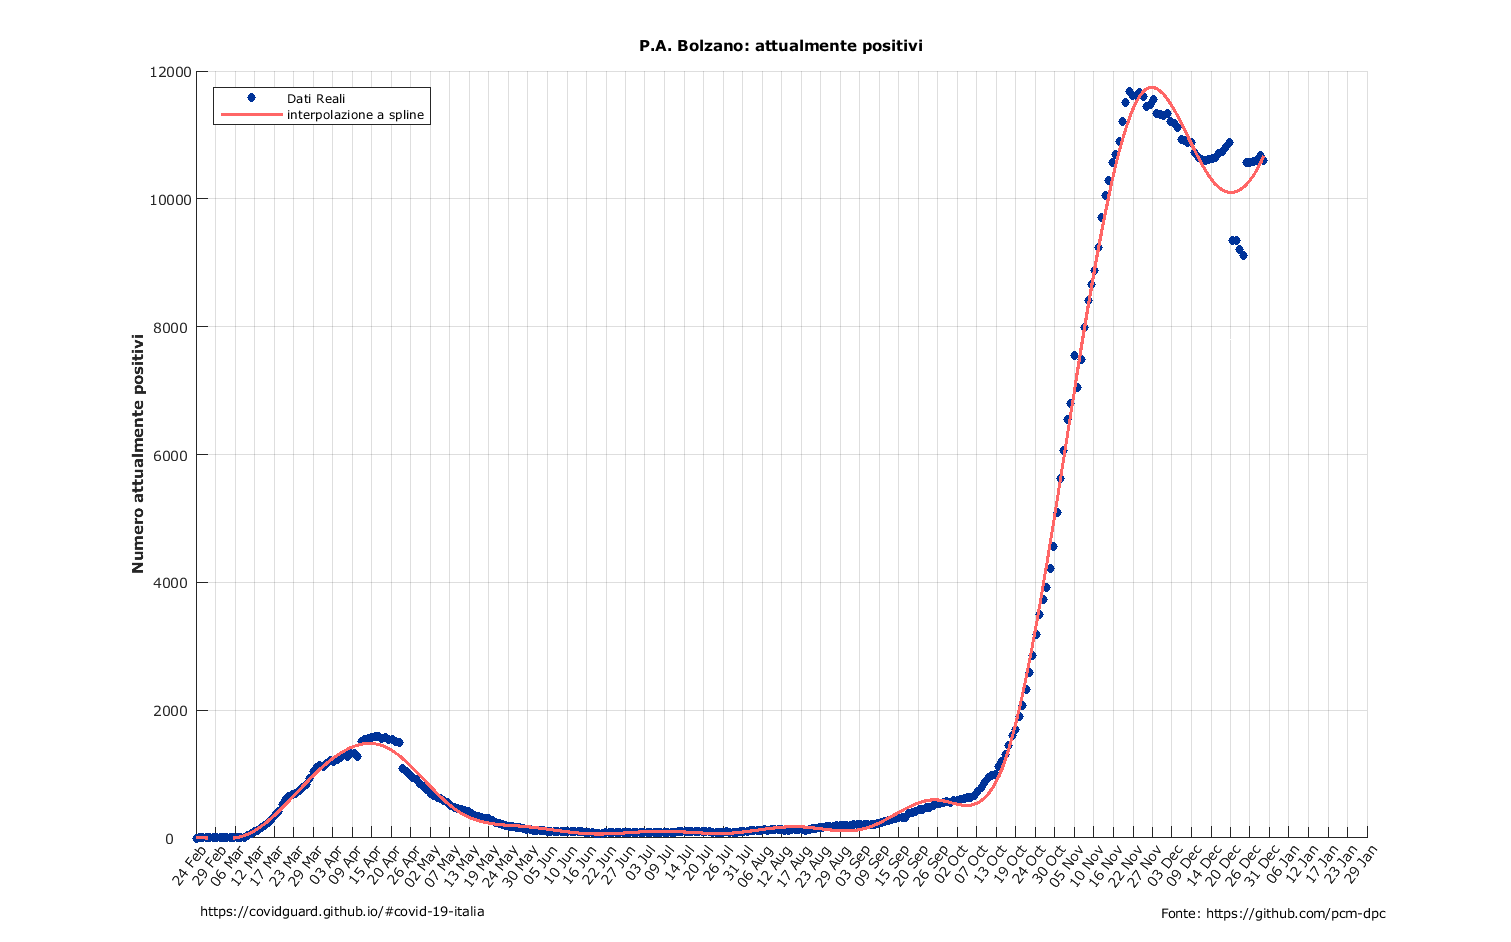 P.A. Bolzano: attualmente positivi
12000
10000
8000
6000
4000
2000
0
Numero attualmente positivi
Dati Reali
interpolazione a spline
24 Feb
29 Feb
06 Mar
12 Mar
17 Mar
23 Mar
29 Mar
03 Apr
09 Apr
15 Apr
20 Apr
26 Apr
02 May
07 May
13 May
19 May
24 May
30 May
05 Jun
10 Jun
16 Jun
22 Jun
27 Jun
03 Jul
09 Jul
14 Jul
20 Jul
26 Jul
31 Jul
06 Aug
12 Aug
17 Aug
23 Aug
29 Aug
03 Sep
09 Sep
15 Sep
20 Sep
26 Sep
02 Oct
07 Oct
13 Oct
19 Oct
24 Oct
30 Oct
05 Nov
10 Nov
16 Nov
22 Nov
27 Nov
03 Dec
09 Dec
14 Dec
20 Dec
26 Dec
31 Dec
06 Jan
12 Jan
17 Jan
23 Jan
29 Jan
https://covidguard.github.io/#covid-19-italia
Fonte: https://github.com/pcm-dpc